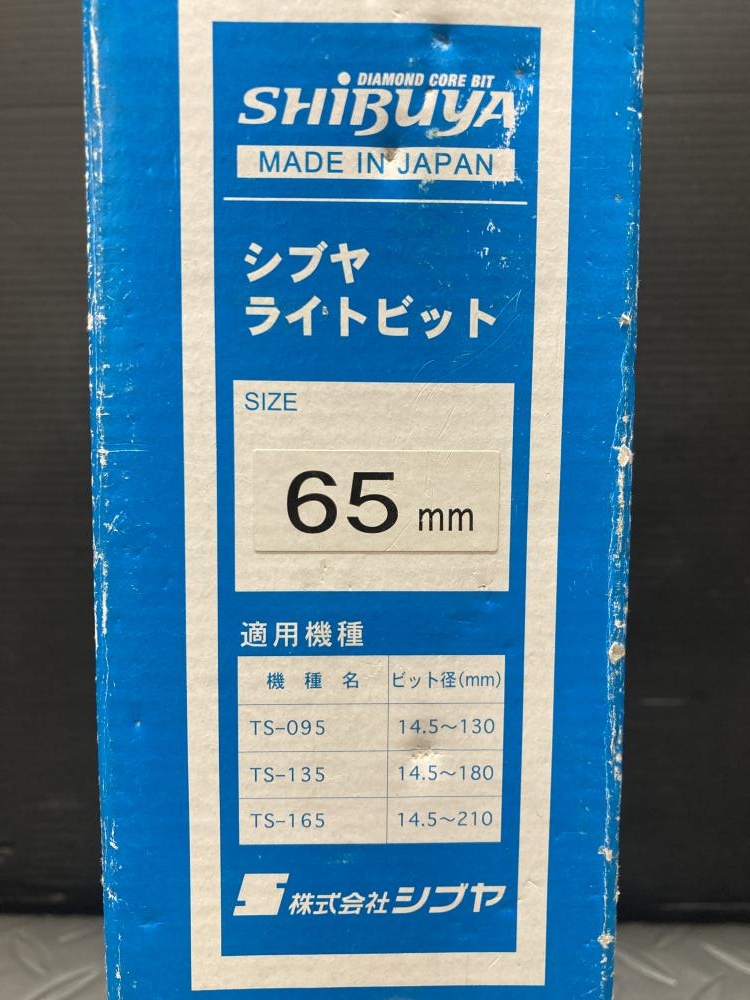 DIAMOND CORE BIT
SHIBUYA
MADE IN JAPAN
シブヤ
ライトビット
SIZE
65 mm
適用機種
機種名 ビット径(mm)
TS-095 14.5～130
TS-135 14.5～180
TS-165 14.5～210
株式会社シブヤ